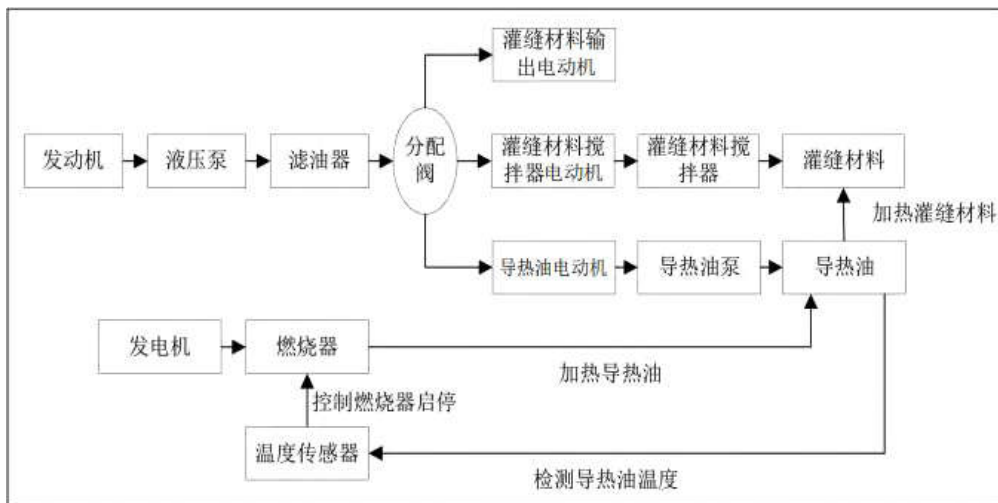 灌缝材料输
出电动机
发动机
液压泵
滤油器
分配
阀
灌缝材料搅
拌器电动机
灌缝材料搅
拌器
灌缝材料
加热灌缝材料
导热油电动机
导热油泵
导热油
发电机
燃烧器
加热导热油
控制燃烧器启停
温度传感器
检测导热油温度